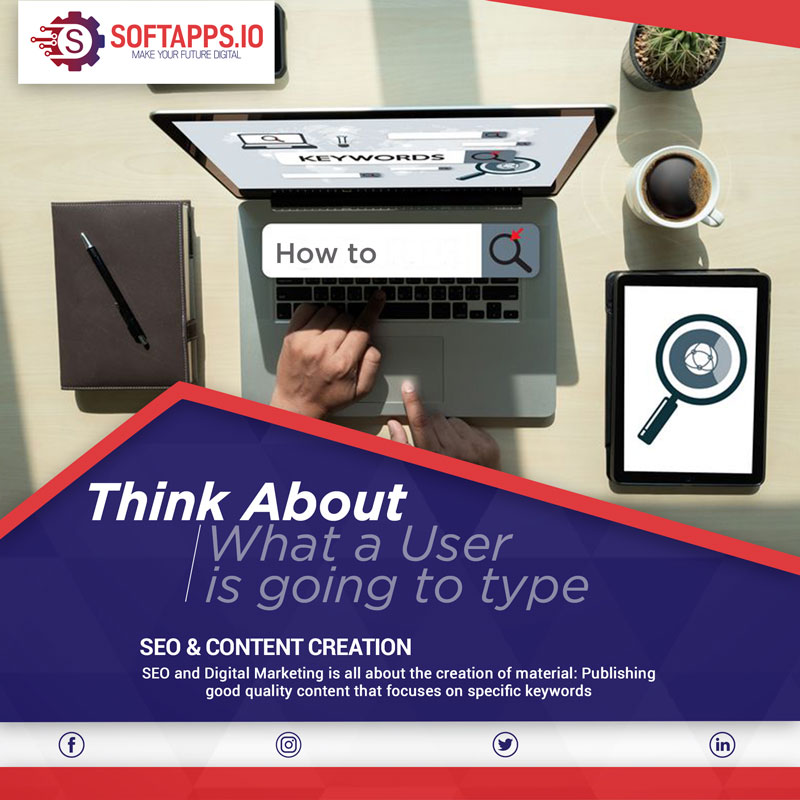 SOFTAPPS.IO
MAKE YOUR FUTURE DIGITAL
KEYWORDS
How to
Think About
What a User
is going to type
SEO & CONTENT CREATION
SEO and Digital Marketing is all about the creation of material: Publishing
good quality content that focuses on specific keywords